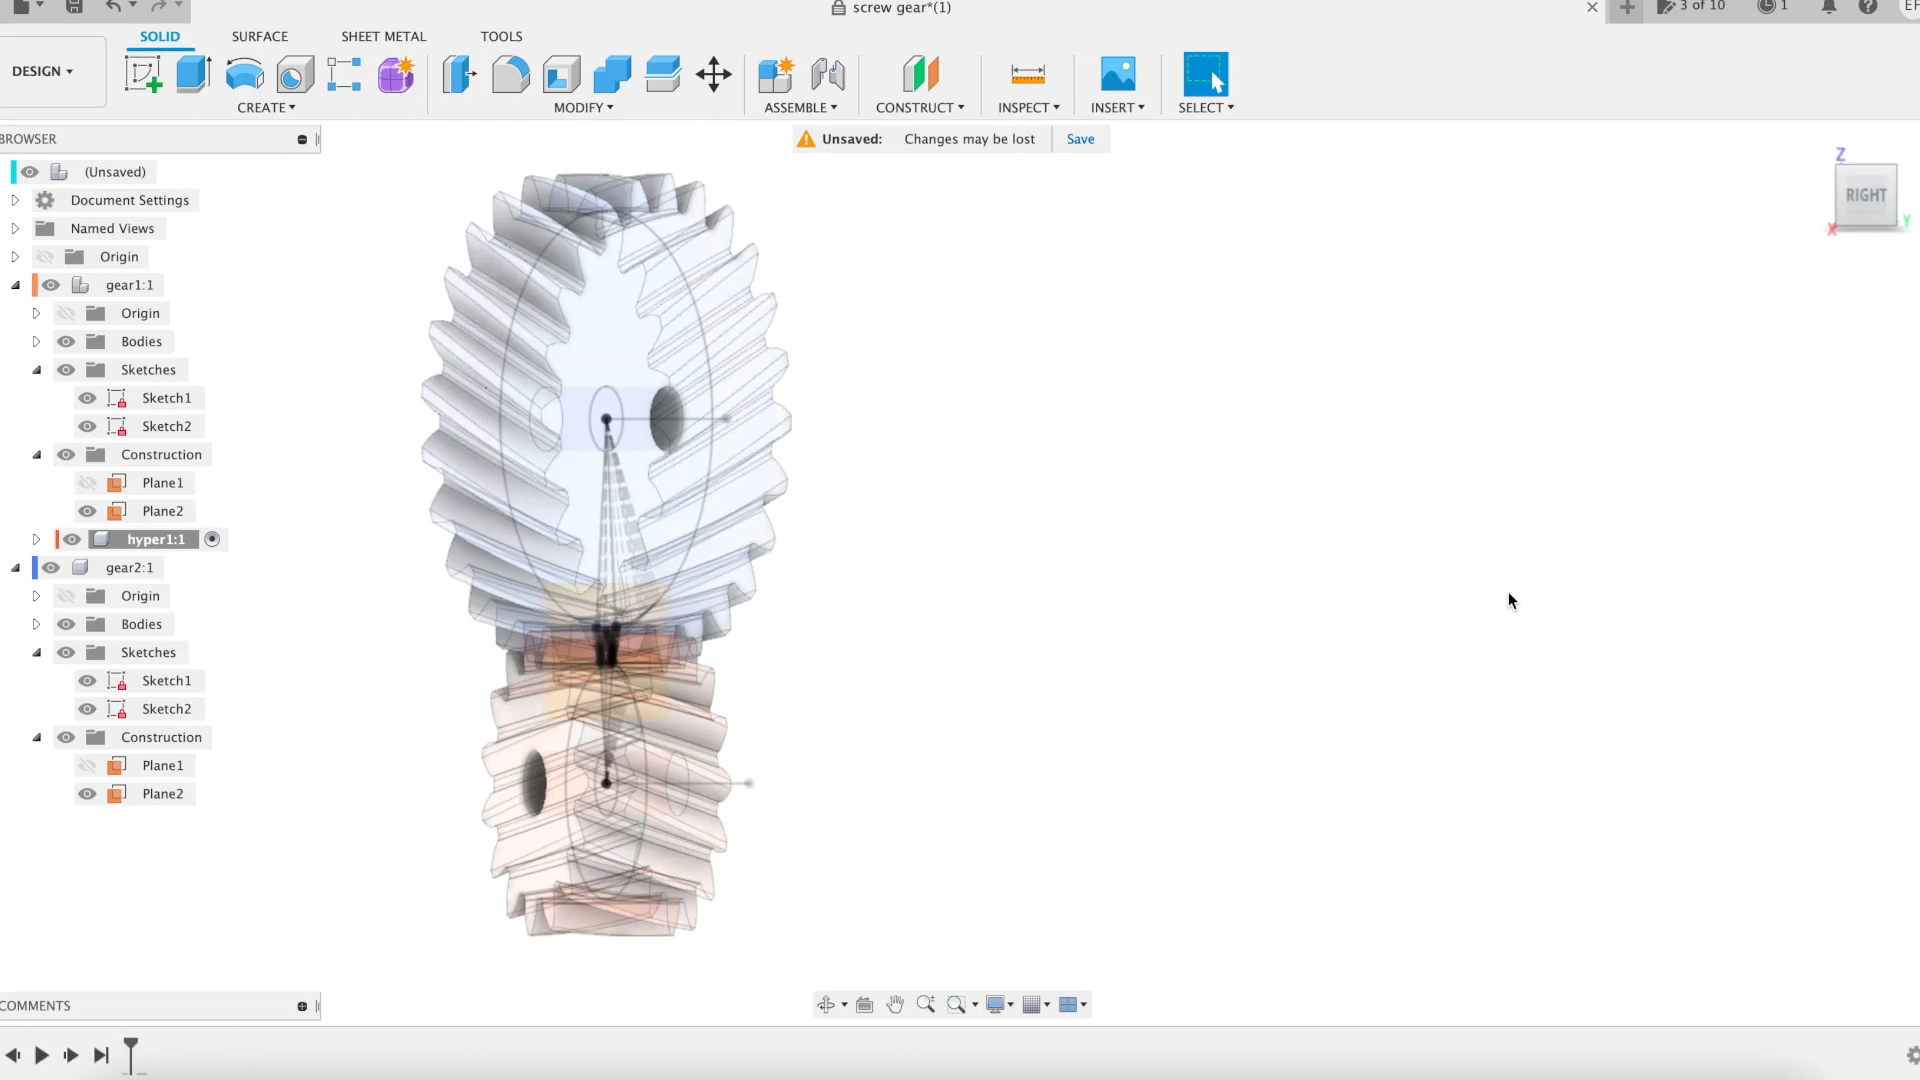 screw gear*(1)
3 of 10
1
SOLID
SURFACE
SHEET METAL
TOOLS
DESIGN
CREATE
MODIFY
ASSEMBLE
CONSTRUCT
INSPECT
INSERT
SELECT
BROWSER
Unsaved: Changes may be lost Save
(Unsaved)
Document Settings
Named Views
Origin
gear1:1
Origin
Bodies
Sketches
Sketch1
Sketch2
Construction
Plane1
Plane2
hyper1:1
gear2:1
Origin
Bodies
Sketches
Sketch1
Sketch2
Construction
Plane1
Plane2
Z
RIGHT
X
Y
COMMENTS